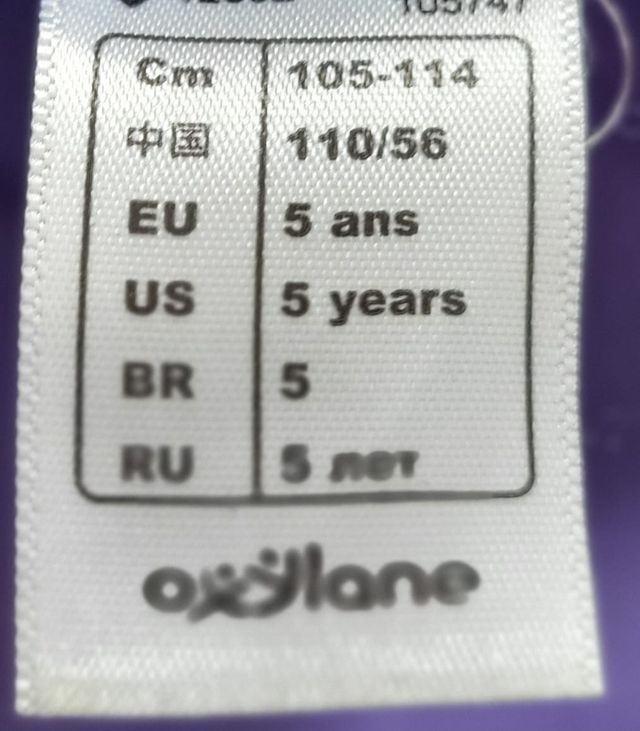 Cm 105-114
中国 110/56
EU 5 ans
US 5 years
BR 5
RU 5 лет
oxylane